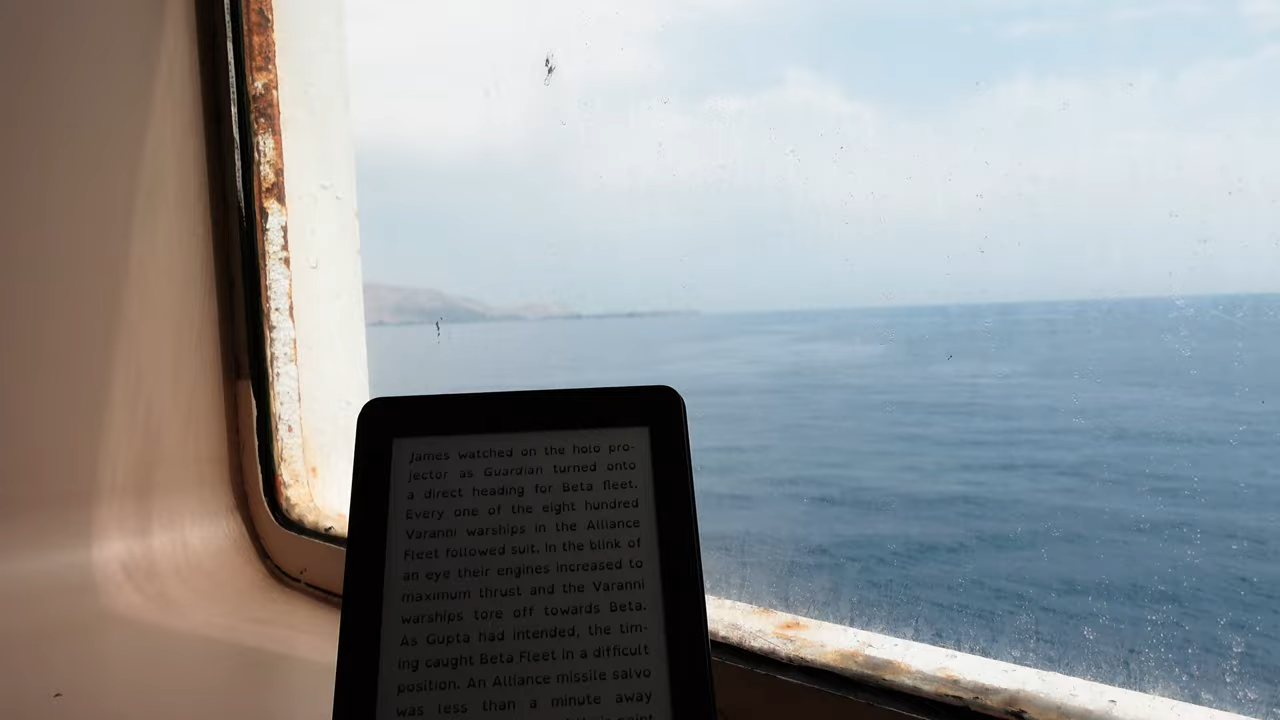 James watched on the holo pro-
jector as Guardian turned onto
a direct heading for Beta fleet.
Every one of the eight hundred
Varanni warships in the Alliance
Fleet followed suit. In the blink of
an eye their engines increased to
maximum thrust and the Varanni
warships tore off towards Beta.
As Gupta had intended, the tim-
ing caught Beta Fleet in a difficult
position. An Alliance missile salvo
was less than a minute away
point